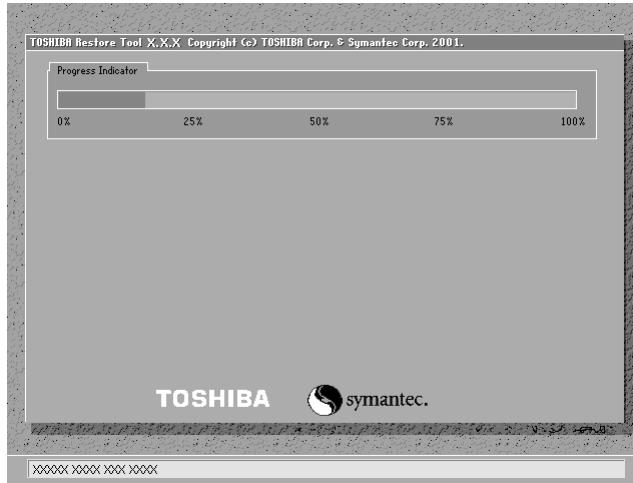 TOSHIBA Restore Tool X.X.X Copyright (c) TOSHIBA Corp. & Symantec Corp. 2001.
Progress Indicator
0% 25% 50% 75% 100%
TOSHIBA symantec.
XXXXX XXXX XXX XXXX